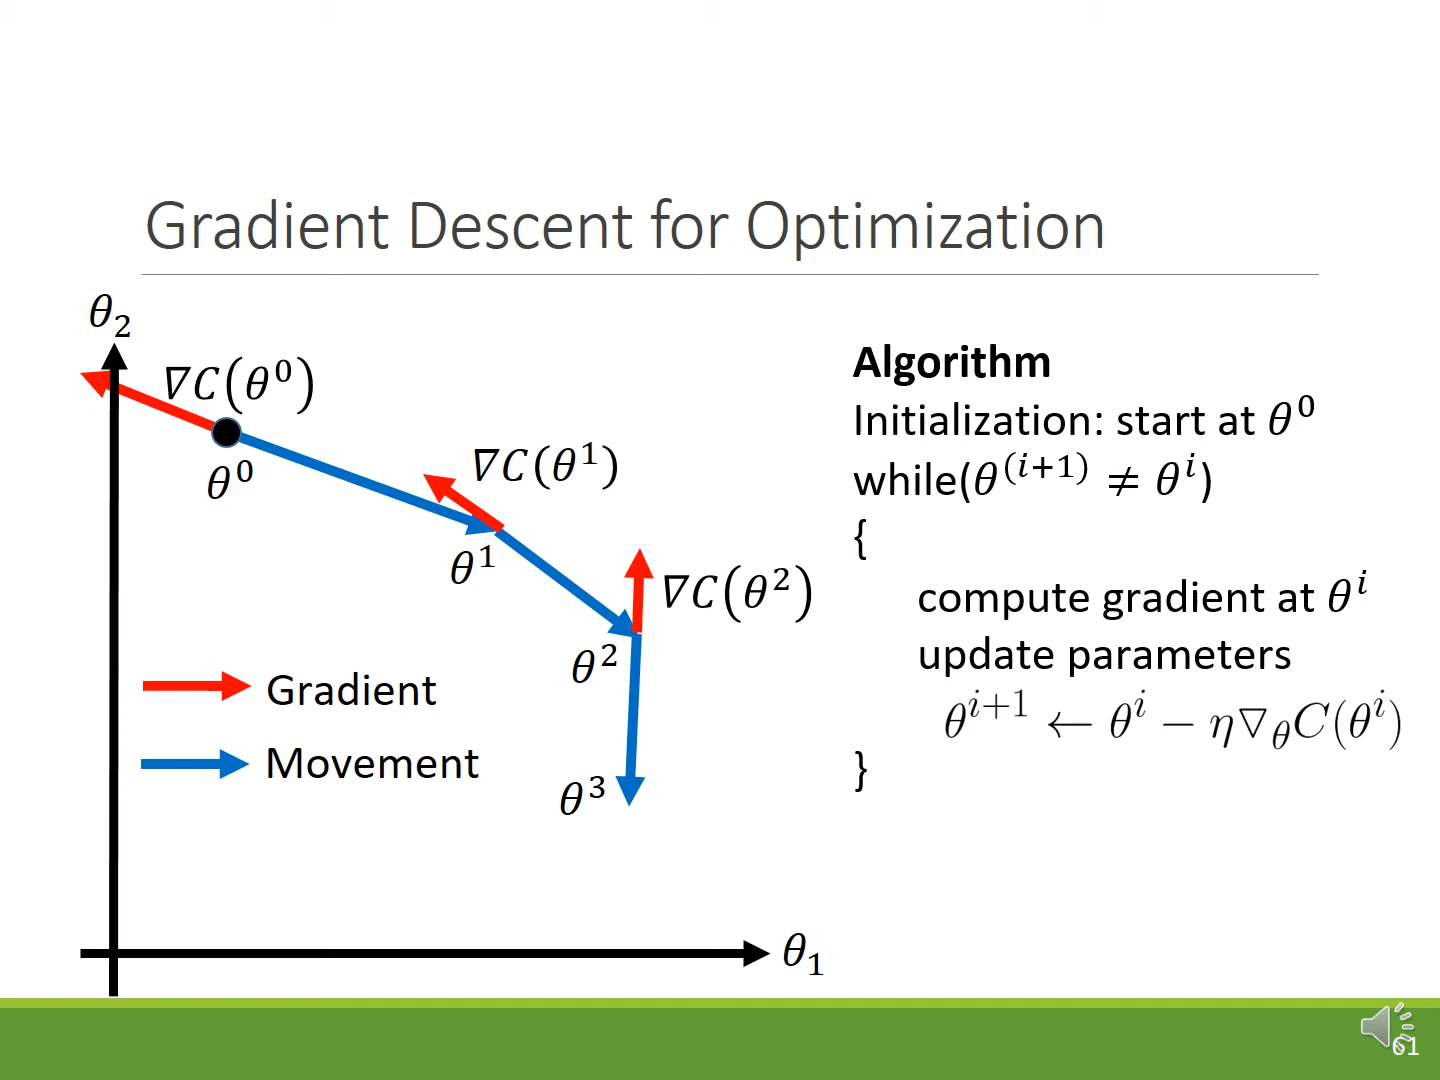 Gradient Descent for Optimization
θ₂
∇C(θ⁰)
θ⁰
∇C(θ¹)
θ¹
∇C(θ²)
θ²
θ³
Gradient
Movement
θ₁
Algorithm
Initialization: start at θ⁰
while(θ⁽ⁱ⁺¹⁾ ≠ θⁱ)
{
compute gradient at θⁱ
update parameters
θⁱ⁺¹ ← θⁱ − η∇_θC(θⁱ)
}
61